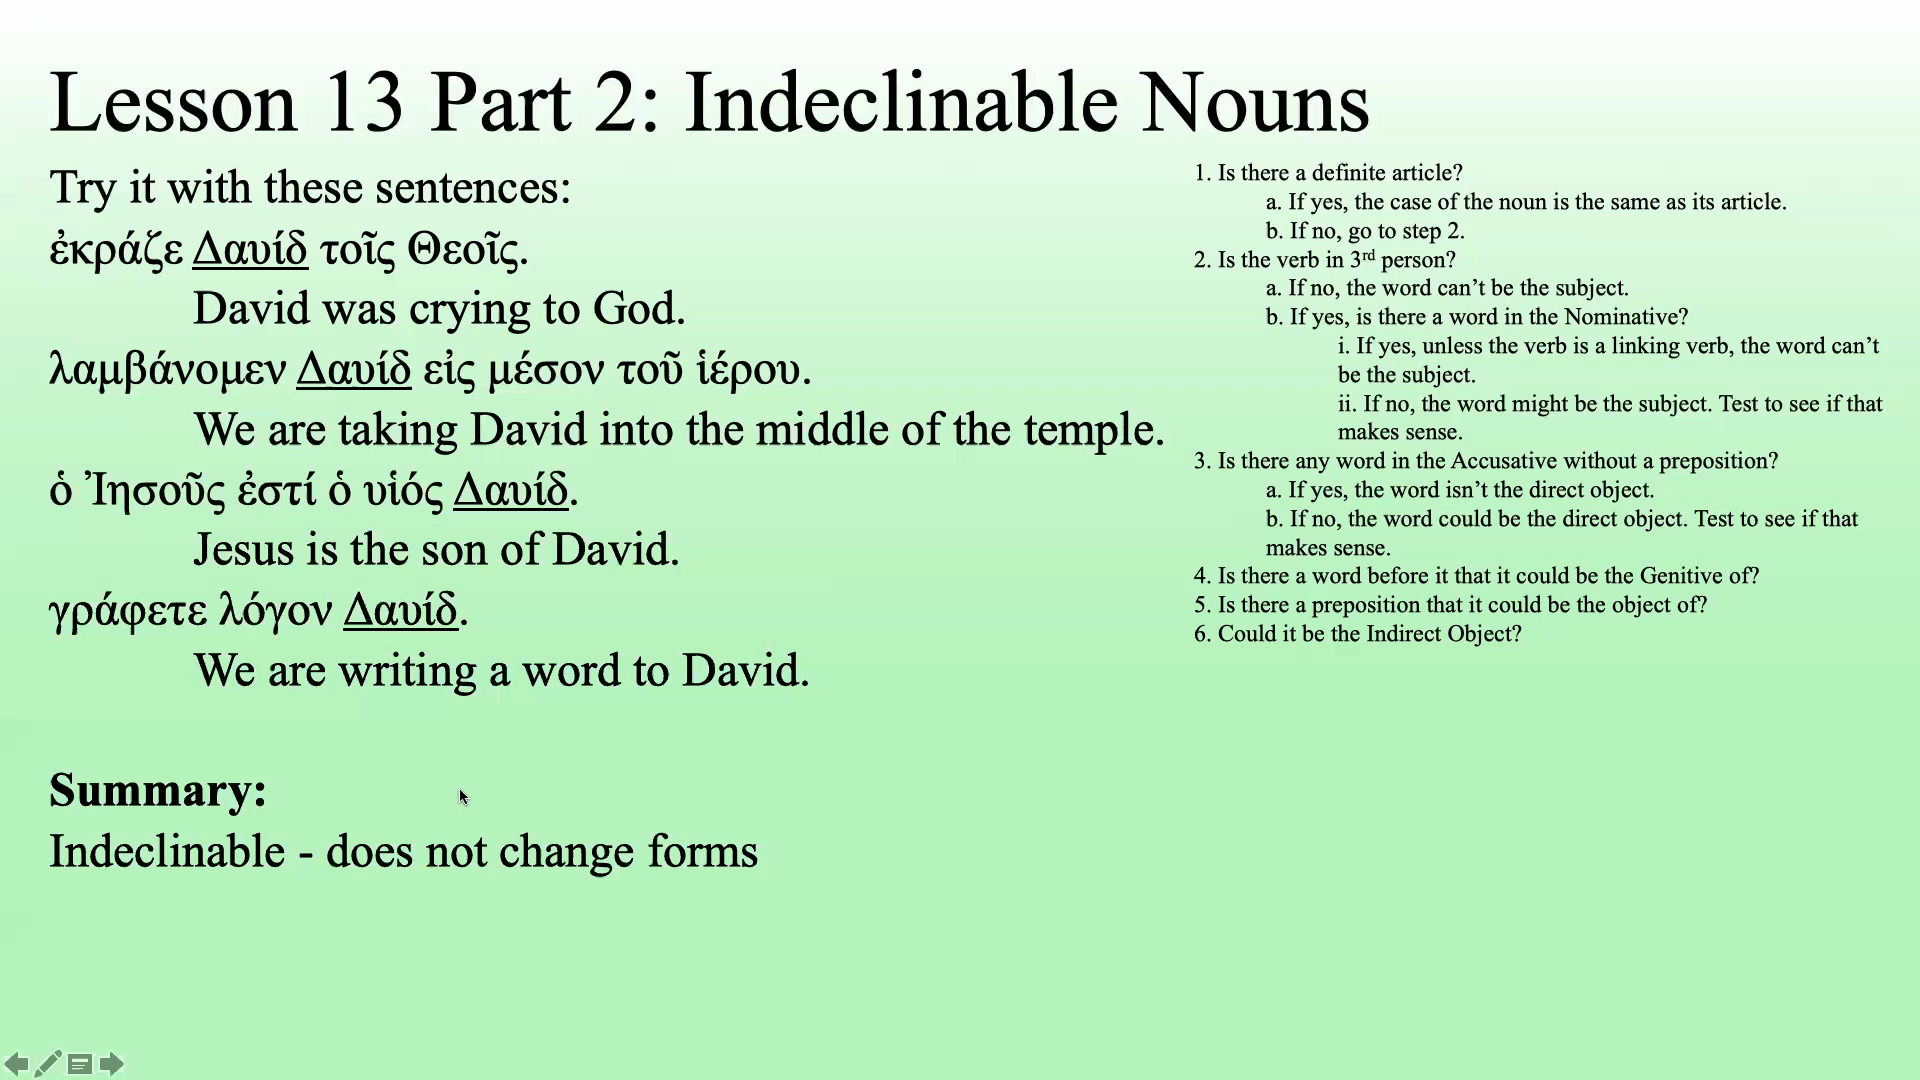 Lesson 13 Part 2: Indeclinable Nouns
Try it with these sentences:
ἐκράζε Δαυίδ τοῖς Θεοῖς.
David was crying to God.
λαμβάνομεν Δαυίδ εἰς μέσον τοῦ ἱέρου.
We are taking David into the middle of the temple.
ὁ Ἰησοῦς ἐστί ὁ υἱός Δαυίδ.
Jesus is the son of David.
γράφετε λόγον Δαυίδ.
We are writing a word to David.
Summary:
Indeclinable - does not change forms
1. Is there a definite article?
a. If yes, the case of the noun is the same as its article.
b. If no, go to step 2.
2. Is the verb in 3rd person?
a. If no, the word can’t be the subject.
b. If yes, is there a word in the Nominative?
i. If yes, unless the verb is a linking verb, the word can’t
be the subject.
ii. If no, the word might be the subject. Test to see if that
makes sense.
3. Is there any word in the Accusative without a preposition?
a. If yes, the word isn’t the direct object.
b. If no, the word could be the direct object. Test to see if that
makes sense.
4. Is there a word before it that it could be the Genitive of?
5. Is there a preposition that it could be the object of?
6. Could it be the Indirect Object?